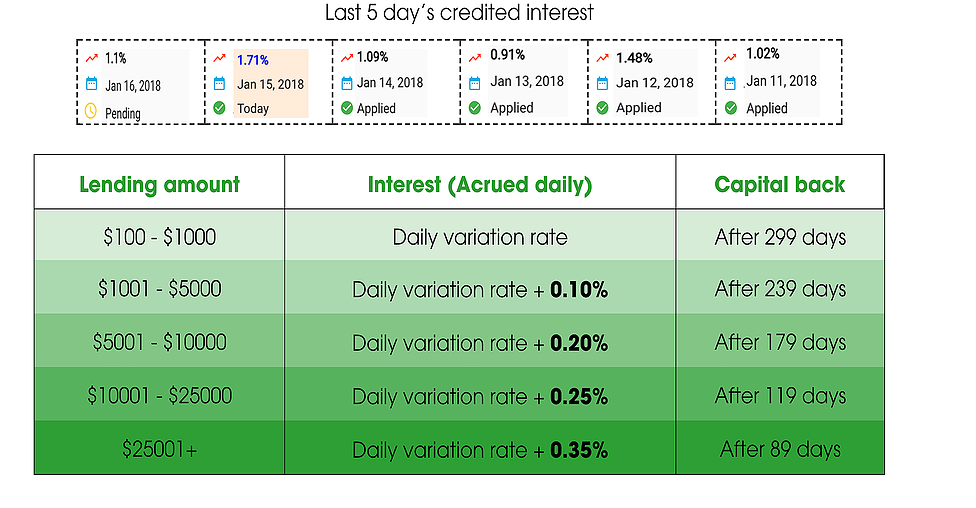 Last 5 day's credited interest
1.1% 1.71% 1.09% 0.91% 1.48% 1.02%
Jan 16, 2018 Jan 15, 2018 Jan 14, 2018 Jan 13, 2018 Jan 12, 2018 Jan 11, 2018
Pending Today Applied Applied Applied Applied
Lending amount Interest (Accrued daily) Capital back
$100 - $1000 Daily variation rate After 299 days
$1001 - $5000 Daily variation rate + 0.10% After 239 days
$5001 - $10000 Daily variation rate + 0.20% After 179 days
$10001 - $25000 Daily variation rate + 0.25% After 119 days
$25001+ Daily variation rate + 0.35% After 89 days